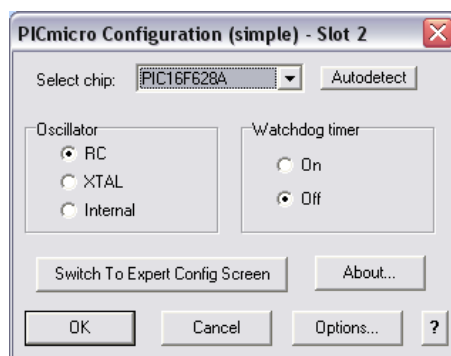 PICmicro Configuration (simple) - Slot 2
Select chip: PIC16F628A Autodetect
Oscillator
RC
XTAL
Internal
Watchdog timer
On
Off
Switch To Expert Config Screen About...
OK Cancel Options... ?